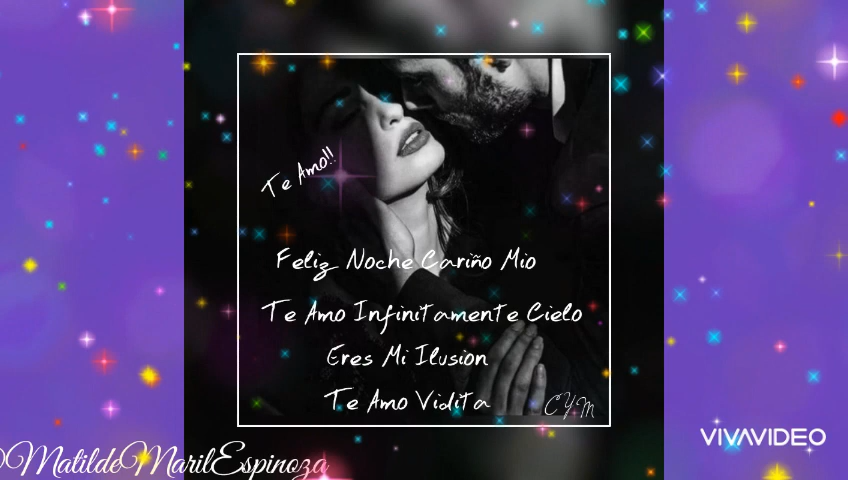 Te Amo!!
Feliz Noche Cariño Mio
Te Amo Infinitamente Cielo
Eres Mi Ilusion
Te Amo Vidita
CYM
VIVAVIDEO
MatildeMarilEspinoza